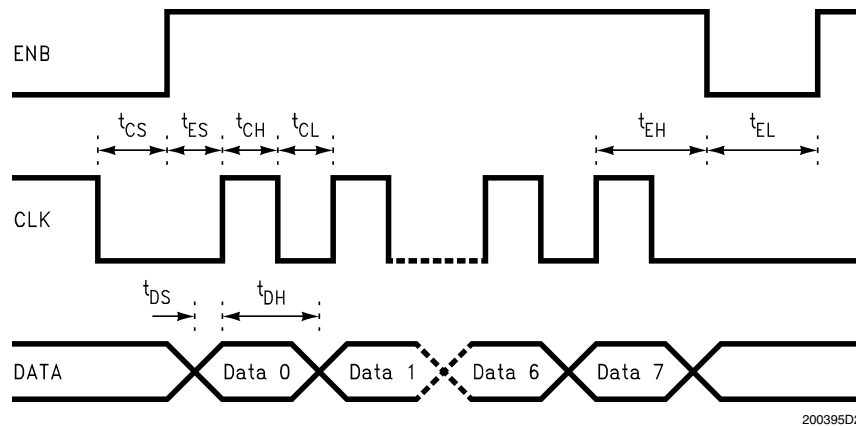 ENB
tCS tES tCH tCL tEH tEL
CLK
tDS tDH
DATA Data 0 Data 1 Data 6 Data 7